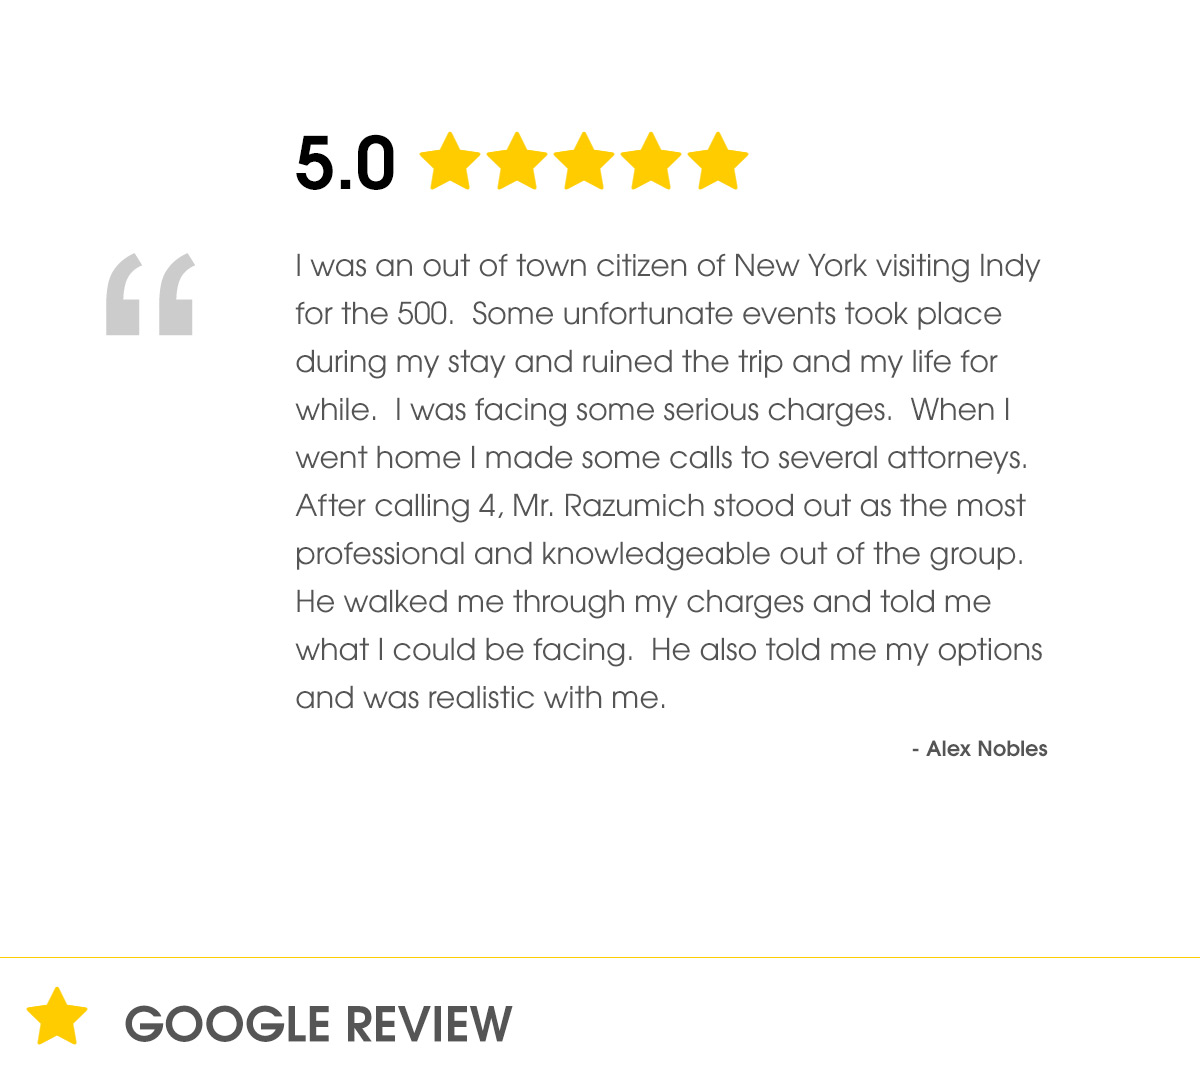 5.0
“
I was an out of town citizen of New York visiting Indy
for the 500.  Some unfortunate events took place
during my stay and ruined the trip and my life for
while.  I was facing some serious charges.  When I
went home I made some calls to several attorneys.
After calling 4, Mr. Razumich stood out as the most
professional and knowledgeable out of the group.
He walked me through my charges and told me
what I could be facing.  He also told me my options
and was realistic with me.
- Alex Nobles
GOOGLE REVIEW